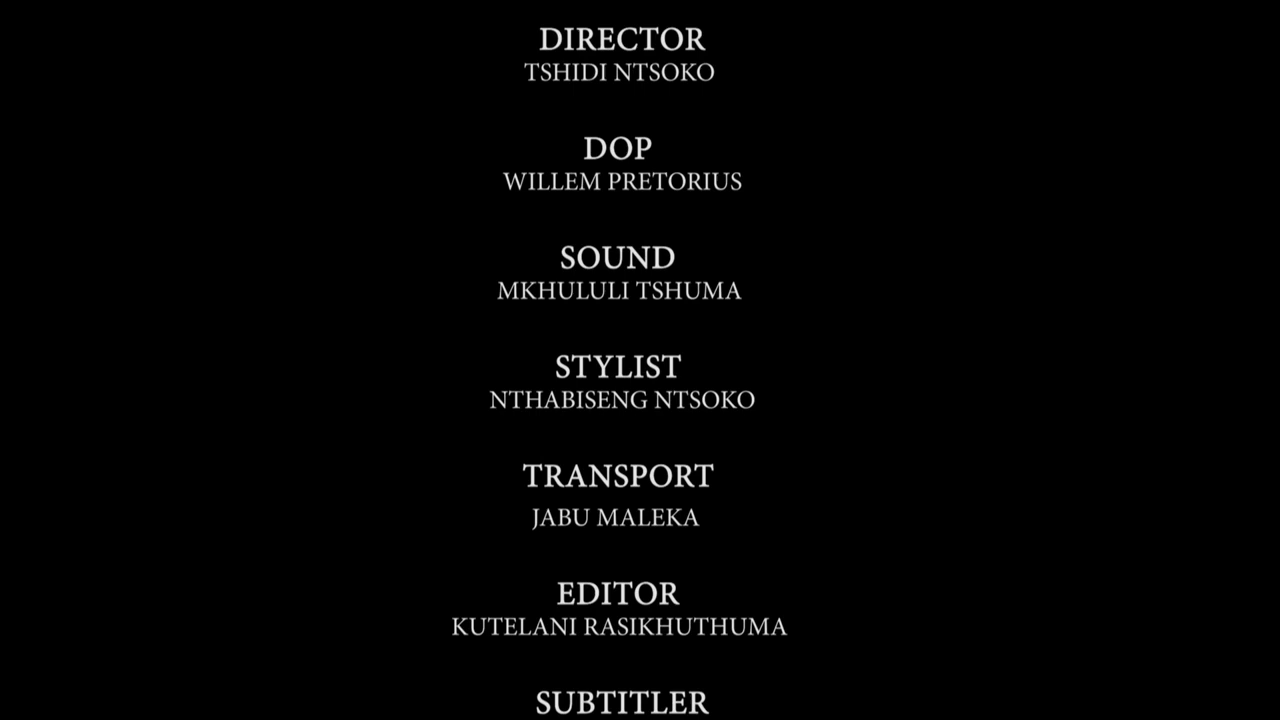 DIRECTOR
TSHIDI NTSOKO
DOP
WILLEM PRETORIUS
SOUND
MKHULULI TSHUMA
STYLIST
NTHABISENG NTSOKO
TRANSPORT
JABU MALEKA
EDITOR
KUTELANI RASIKHUTHUMA
SUBTITLER